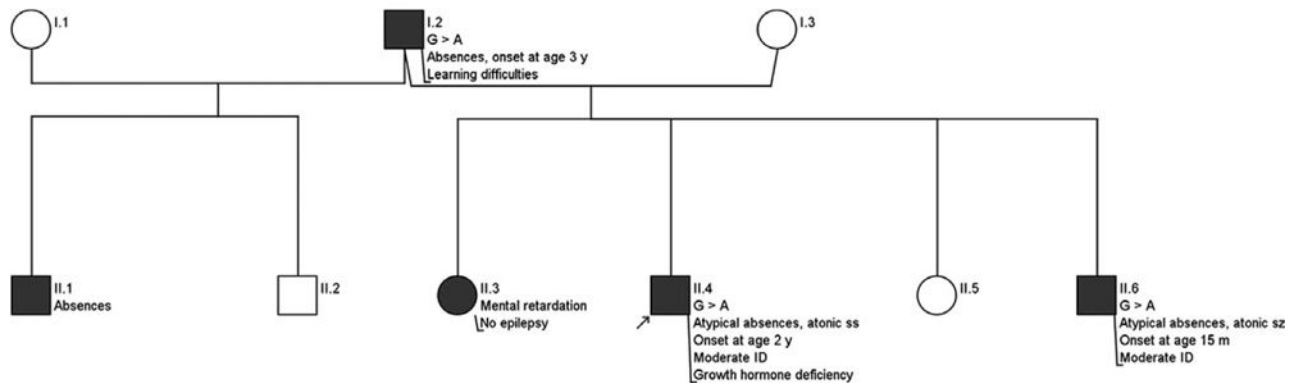 I.1
I.2
G > A
Absences, onset at age 3 y
Learning difficulties
I.3
II.1
Absences
II.2
II.3
Mental retardation
No epilepsy
II.4
G > A
Atypical absences, atonic ss
Onset at age 2 y
Moderate ID
Growth hormone deficiency
II.5
II.6
G > A
Atypical absences, atonic sz
Onset at age 15 m
Moderate ID